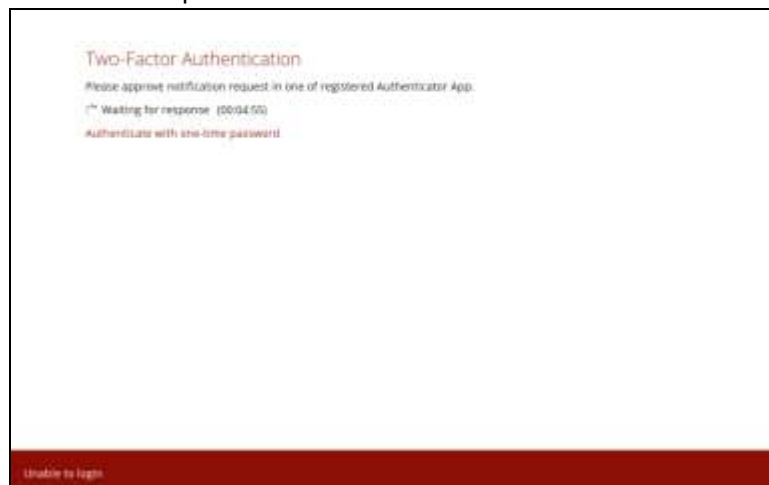 Two-Factor Authentication
Please approve notification request in one of registered Authenticator App.
Waiting for response (00:04:55)
Authenticate with one-time password
Unable to login